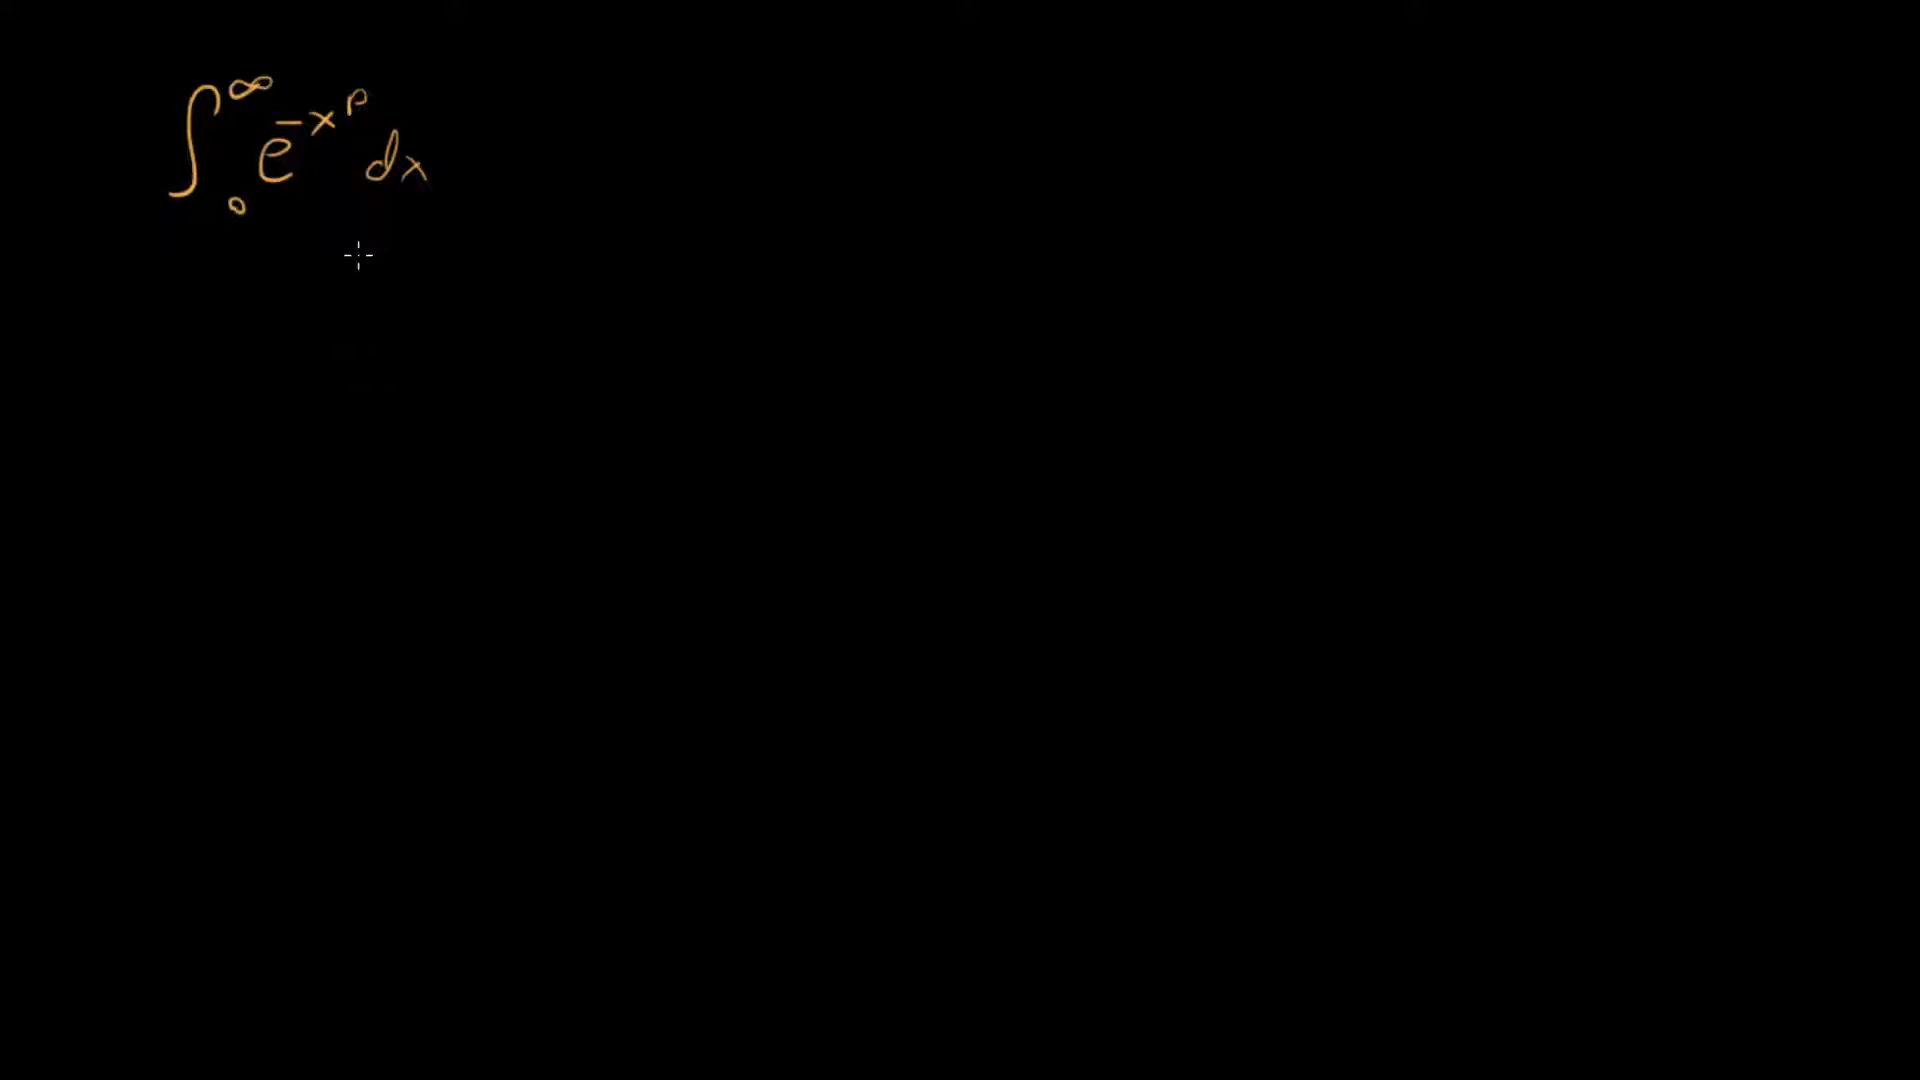 ∫₀^∞ e^{-x^p} dx